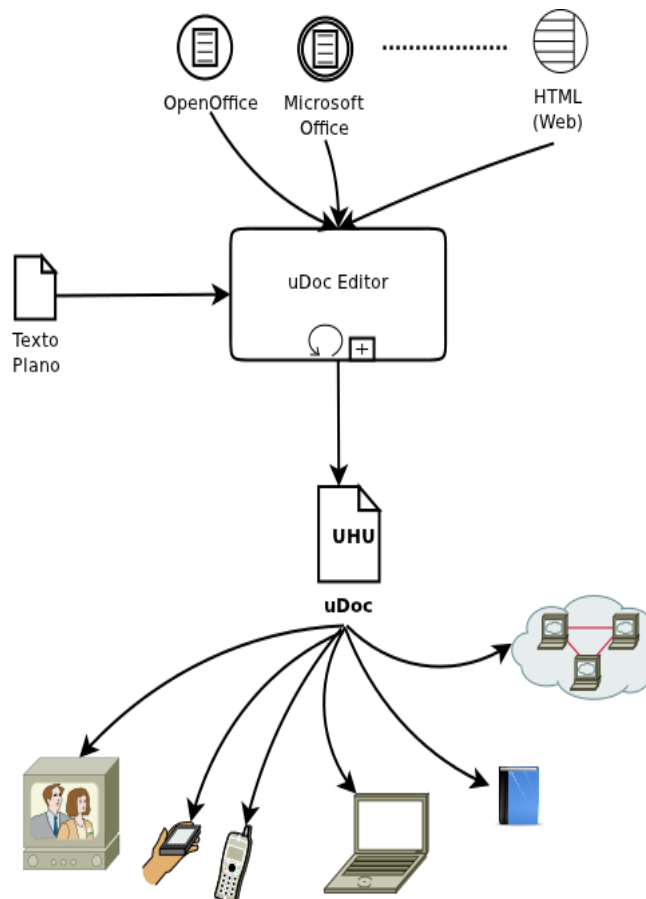 OpenOffice
Microsoft
Office
HTML
(Web)
uDoc Editor
Texto
Plano
UHU
uDoc